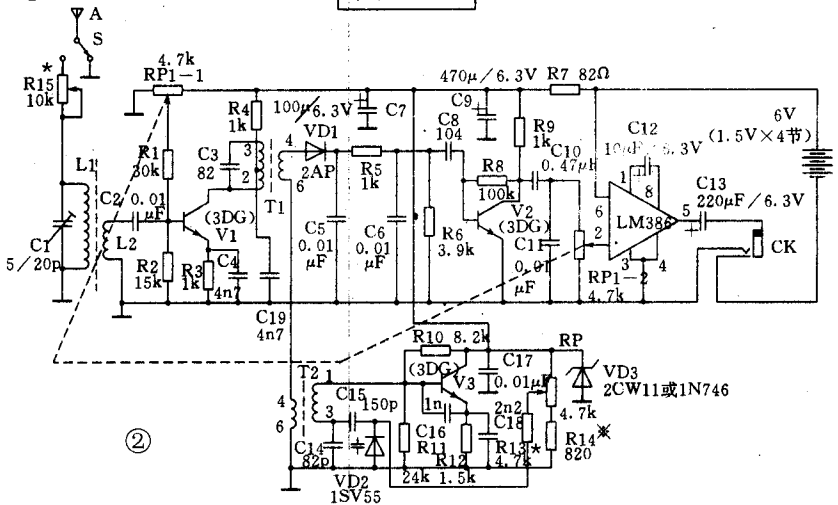 A
S
*
R15
10k
4.7k
RP1-1
R4
1k
100μ/6.3V
C7
470μ/6.3V
C9
R7 82Ω
6V
(1.5V×4节)
L1
R1
30k
C3
82
3
2
T1
4
6
VD1
2AP
R5
1k
C8
104
R8
100k
R9
1k
C10
0.47μF
C12
10μF/6.3V
1
8
6
2
LM386
5
3
4
C13
220μF/6.3V
CK
C2
0.01
μF
L2
(3DG)
V1
C1
5/20p
R2
15k
R3
1k
C4
4n7
C19
4n7
C5
0.01
μF
C6
0.01
μF
R6
3.9k
V2
(3DG)
C11
0.01
μF
RP1-2
4.7k
R10 8.2k
(3DG)
V3
C17
0.01μF
RP
4.7k
VD3
2CW11或1N746
T2
1
3
4
6
C15
150p
1n
C16
2n2
C18
C14
82p
VD2
1SV55
R11
24k
R12
1.5k
R13
4.7k
*
R14※
820
②